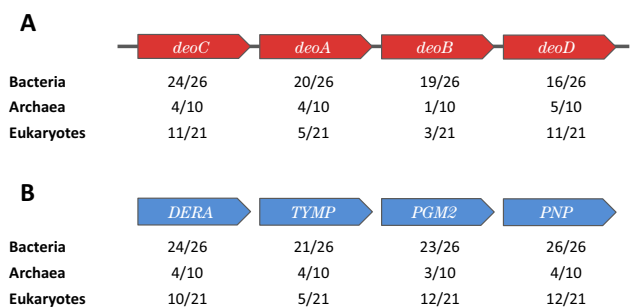 A
deoC deoA deoB deoD
Bacteria 24/26 20/26 19/26 16/26
Archaea 4/10 4/10 1/10 5/10
Eukaryotes 11/21 5/21 3/21 11/21
B
DERA TYMP PGM2 PNP
Bacteria 24/26 21/26 23/26 26/26
Archaea 4/10 4/10 3/10 4/10
Eukaryotes 10/21 5/21 12/21 12/21